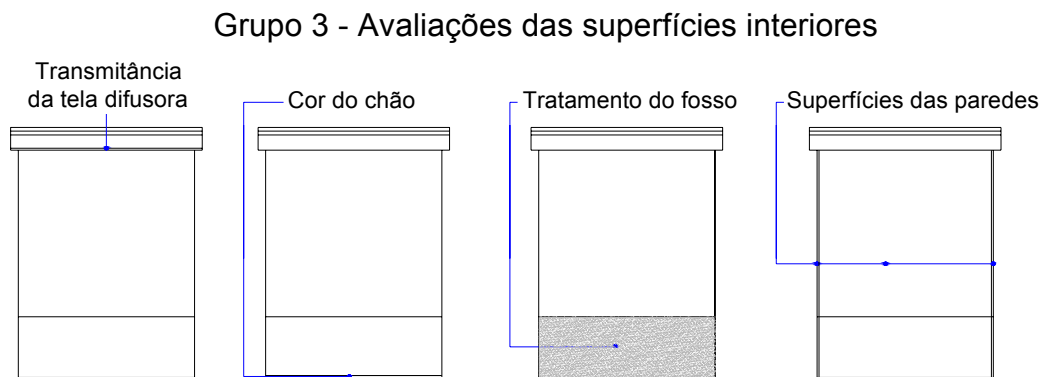 Grupo 3 - Avaliações das superfícies interiores
Transmitância
da tela difusora
Cor do chão
Tratamento do fosso
Superfícies das paredes